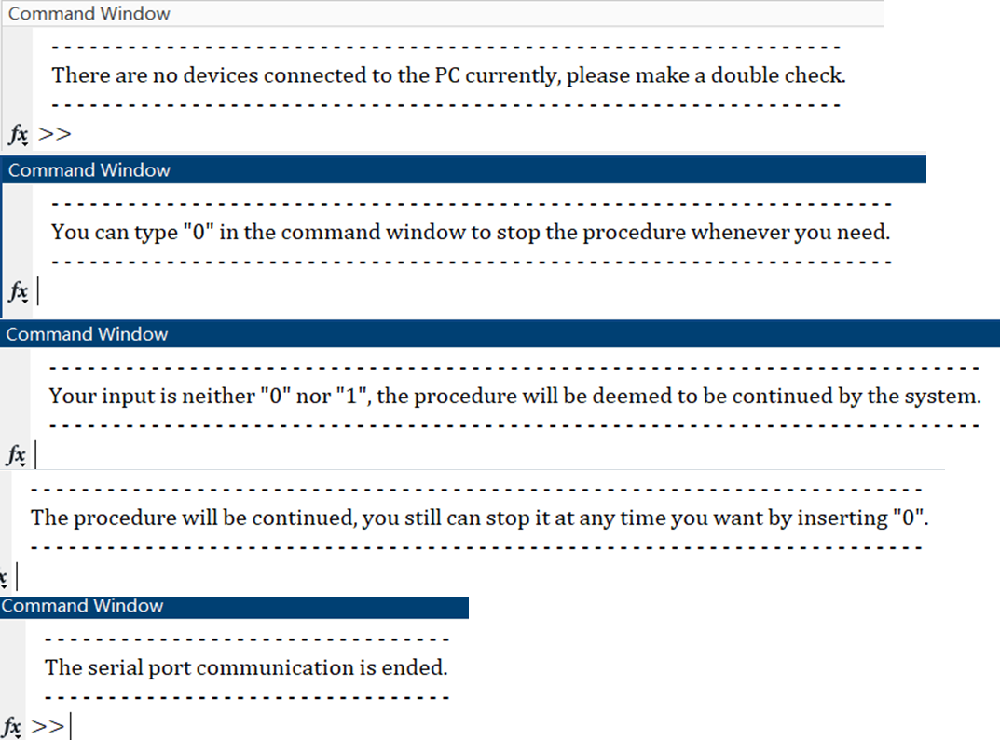 Command Window
- - - - - - - - - - - - - - - - - - - - - - - - - - - - - - - - - - - - - - - - - - - - - - - - - - - - - - - - - - - - - - -
There are no devices connected to the PC currently, please make a double check.
- - - - - - - - - - - - - - - - - - - - - - - - - - - - - - - - - - - - - - - - - - - - - - - - - - - - - - - - - - - - - - -
fx >>
Command Window
- - - - - - - - - - - - - - - - - - - - - - - - - - - - - - - - - - - - - - - - - - - - - - - - - - - - - - - - - - - - - - - - - - -
You can type "0" in the command window to stop the procedure whenever you need.
- - - - - - - - - - - - - - - - - - - - - - - - - - - - - - - - - - - - - - - - - - - - - - - - - - - - - - - - - - - - - - - - - - -
fx
Command Window
- - - - - - - - - - - - - - - - - - - - - - - - - - - - - - - - - - - - - - - - - - - - - - - - - - - - - - - - - - - - - - - - - - - - - - - - - -
Your input is neither "0" nor "1", the procedure will be deemed to be continued by the system.
- - - - - - - - - - - - - - - - - - - - - - - - - - - - - - - - - - - - - - - - - - - - - - - - - - - - - - - - - - - - - - - - - - - - - - - - - -
fx
- - - - - - - - - - - - - - - - - - - - - - - - - - - - - - - - - - - - - - - - - - - - - - - - - - - - - - - - - - - - - - - - - - - - - - -
The procedure will be continued, you still can stop it at any time you want by inserting "0".
- - - - - - - - - - - - - - - - - - - - - - - - - - - - - - - - - - - - - - - - - - - - - - - - - - - - - - - - - - - - - - - - - - - - - - -
x
Command Window
- - - - - - - - - - - - - - - - - - - - - - - - - - - - - - - -
The serial port communication is ended.
- - - - - - - - - - - - - - - - - - - - - - - - - - - - - - - -
fx >>